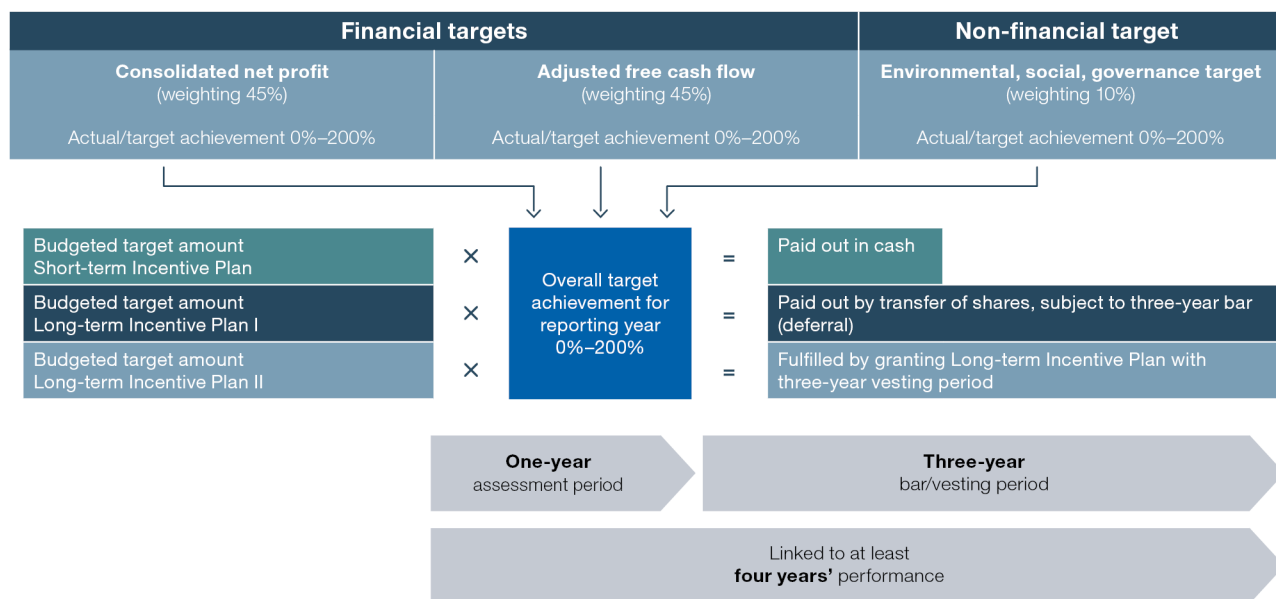 Financial targets
Non-financial target
Consolidated net profit
(weighting 45%)
Actual/target achievement 0%–200%
Adjusted free cash flow
(weighting 45%)
Actual/target achievement 0%–200%
Environmental, social, governance target
(weighting 10%)
Actual/target achievement 0%–200%
Budgeted target amount
Short-term Incentive Plan
×
Overall target
achievement for
reporting year
0%–200%
=
Paid out in cash
Budgeted target amount
Long-term Incentive Plan I
×
=
Paid out by transfer of shares, subject to three-year bar
(deferral)
Budgeted target amount
Long-term Incentive Plan II
×
=
Fulfilled by granting Long-term Incentive Plan with
three-year vesting period
One-year
assessment period
Three-year
bar/vesting period
Linked to at least
four years’ performance